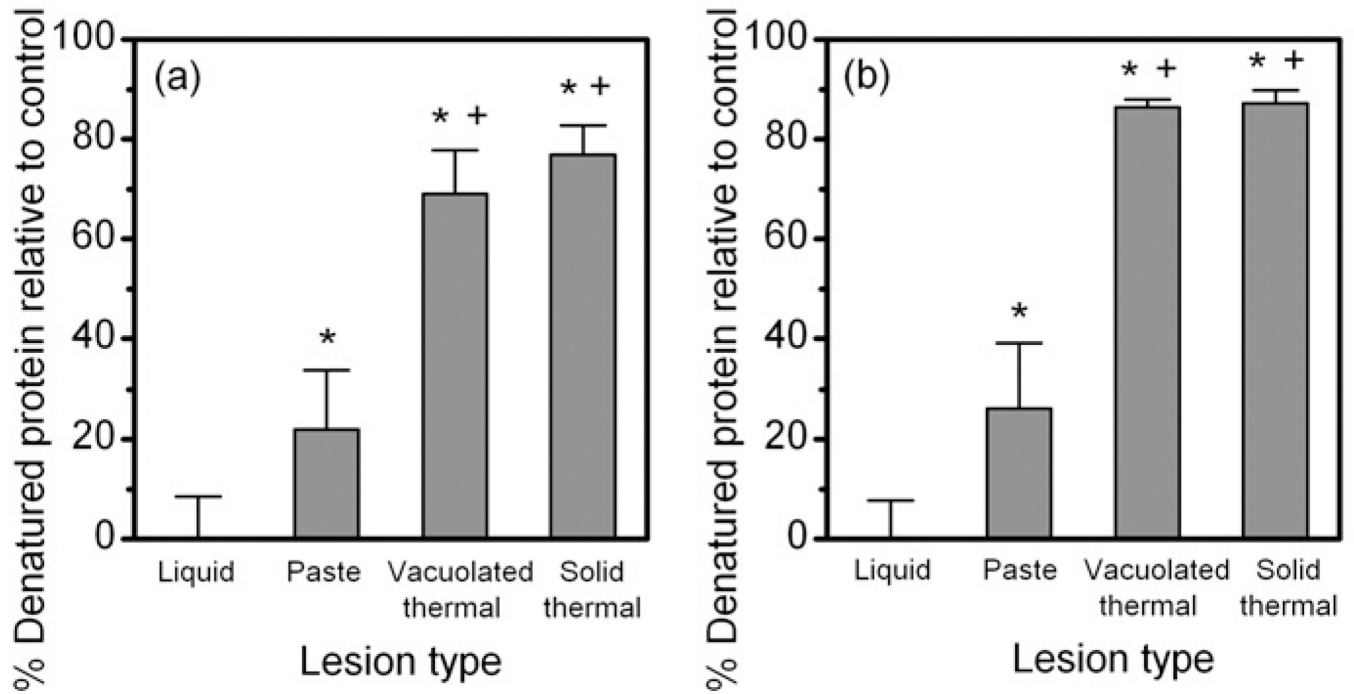 % Denatured protein relative to control
100
80
60
40
20
0
(a)
*
* +
* +
Liquid
Paste
Vacuolated
thermal
Solid
thermal
Lesion type
% Denatured protein relative to control
100
80
60
40
20
0
(b)
*
* +
* +
Liquid
Paste
Vacuolated
thermal
Solid
thermal
Lesion type